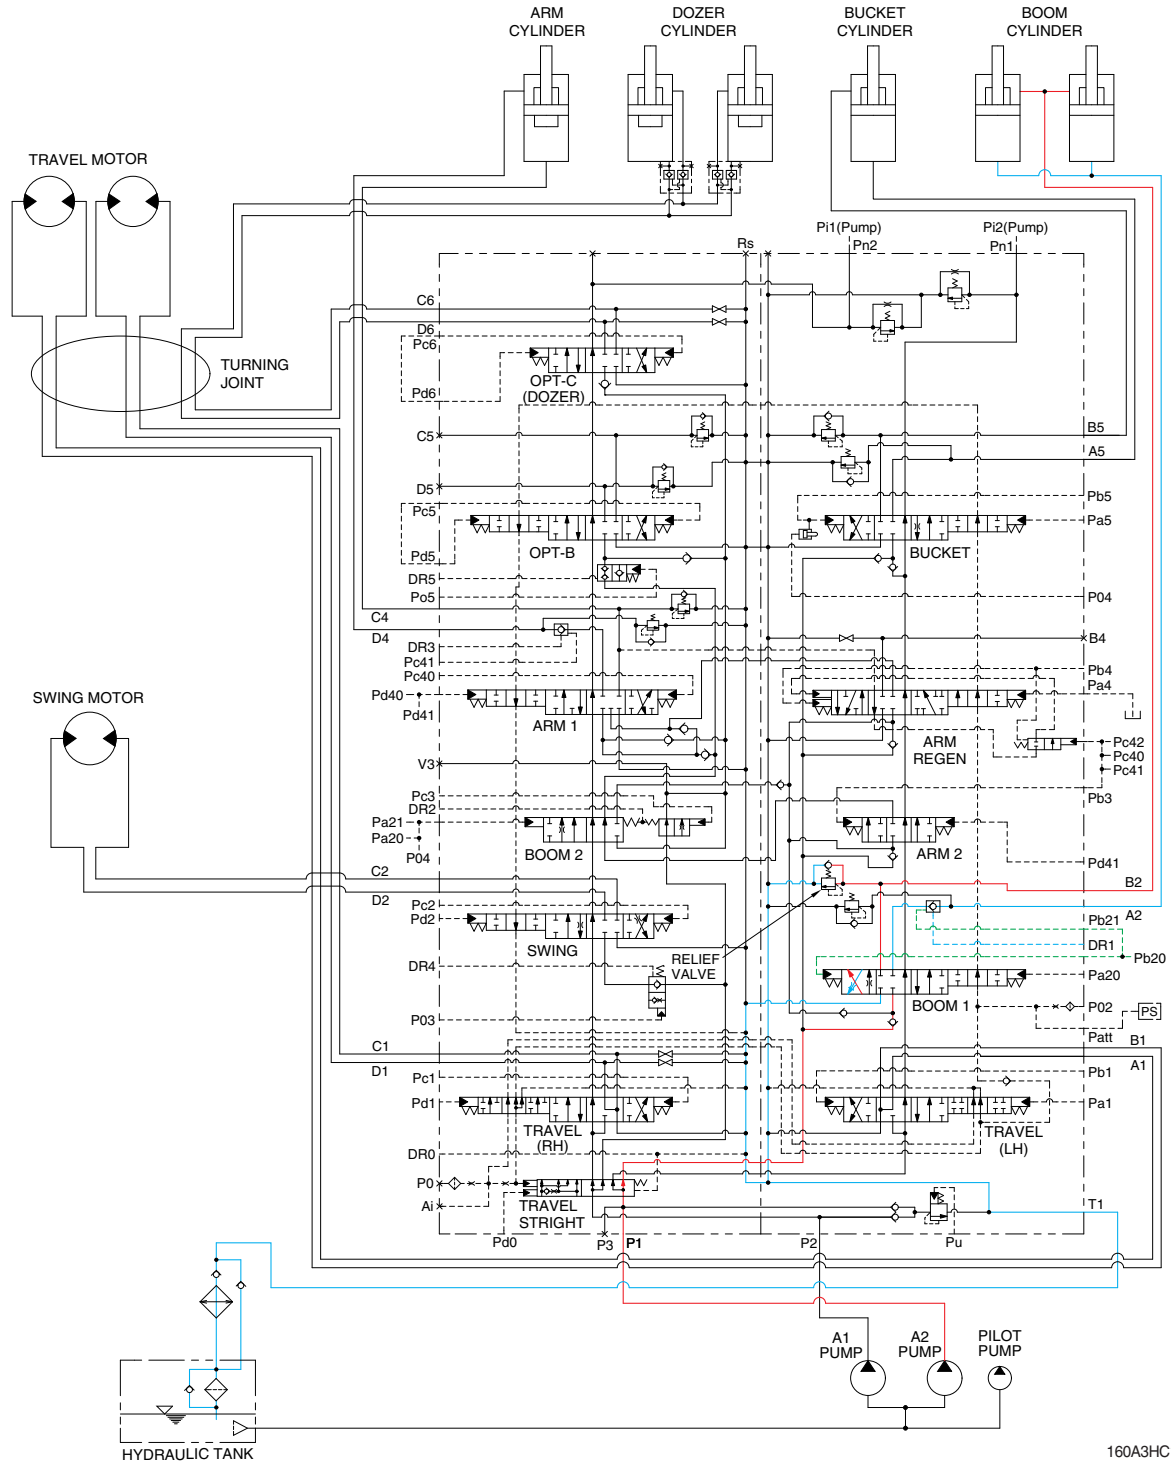 ARM
CYLINDER
DOZER
CYLINDER
BUCKET
CYLINDER
BOOM
CYLINDER
TRAVEL MOTOR
TURNING
JOINT
Pi1(Pump)
Pi2(Pump)
Rs
Pn2
Pn1
C6
D6
Pc6
Pd6
OPT-C
(DOZER)
C5
B5
A5
D5
Pc5
Pb5
Pa5
OPT-B
BUCKET
Pd5
DR5
Po5
P04
C4
D4
B4
DR3
Pc41
Pc40
Pb4
Pa4
Pd40
Pd41
ARM 1
ARM
REGEN
Pc42
Pc40
Pc41
SWING MOTOR
V3
Pc3
DR2
Pb3
Pa21
Pa20
P04
BOOM 2
ARM 2
Pd41
C2
B2
D2
A2
Pc2
Pd2
Pb21
DR1
SWING
RELIEF
VALVE
Pb20
DR4
Pa20
BOOM 1
P03
P02
PS
Patt
C1
B1
D1
A1
Pc1
Pb1
Pd1
Pa1
TRAVEL
(RH)
TRAVEL
(LH)
DR0
P0
Ai
TRAVEL
STRIGHT
T1
Pd0
P3
P1
P2
Pu
A1
PUMP
A2
PUMP
PILOT
PUMP
HYDRAULIC TANK
160A3HC